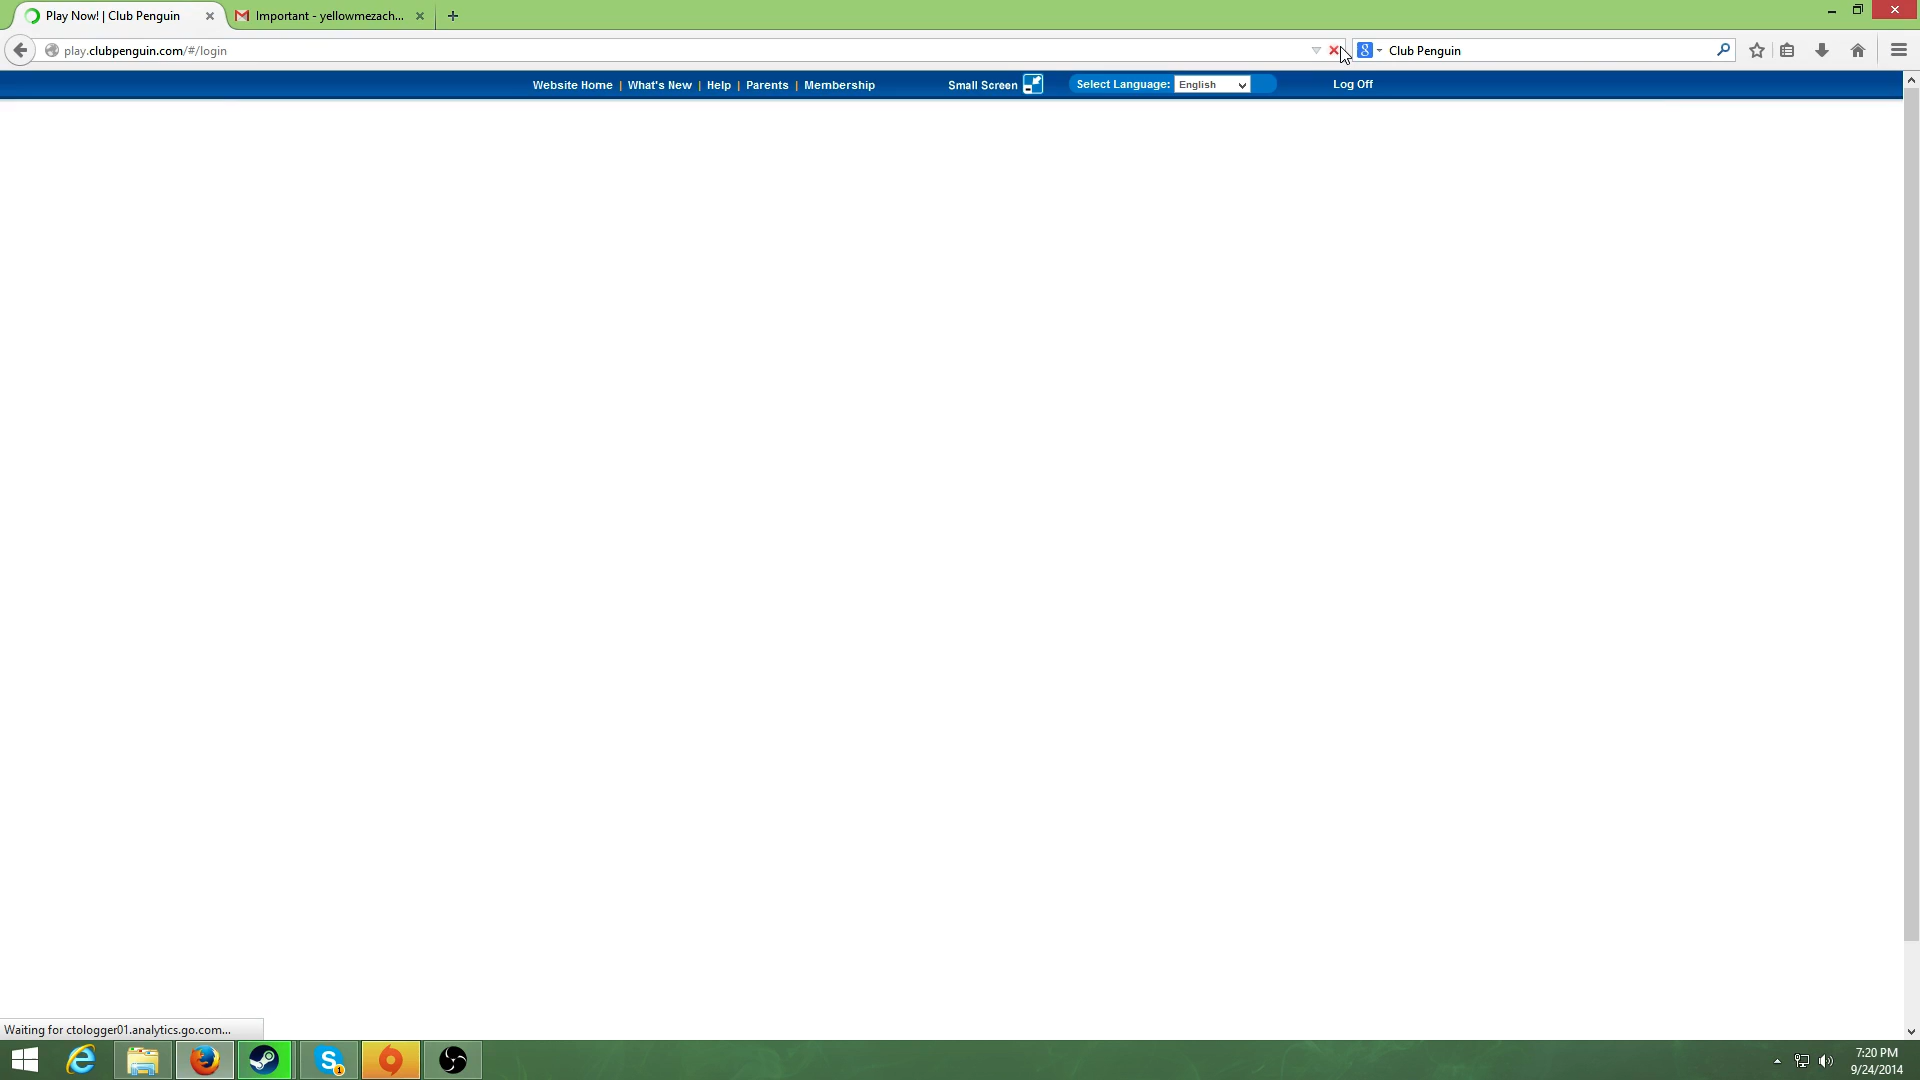 Play Now! | Club Penguin
Important - yellowmezach...
play.clubpenguin.com/#/login
Club Penguin
Website Home | What's New | Help | Parents | Membership
Small Screen
Select Language: English
Log Off
Waiting for ctologger01.analytics.go.com...
7:20 PM
9/24/2014